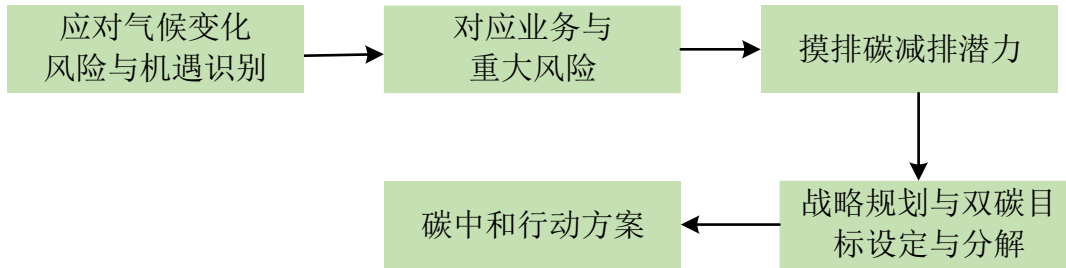 应对气候变化
风险与机遇识别
对应业务与
重大风险
摸排碳减排潜力
战略规划与双碳目
标设定与分解
碳中和行动方案